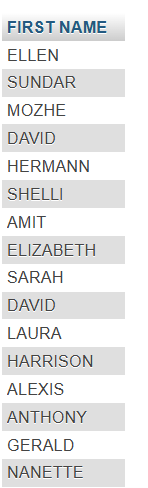 FIRST NAME
ELLEN
SUNDAR
MOZHE
DAVID
HERMANN
SHELLI
AMIT
ELIZABETH
SARAH
DAVID
LAURA
HARRISON
ALEXIS
ANTHONY
GERALD
NANETTE